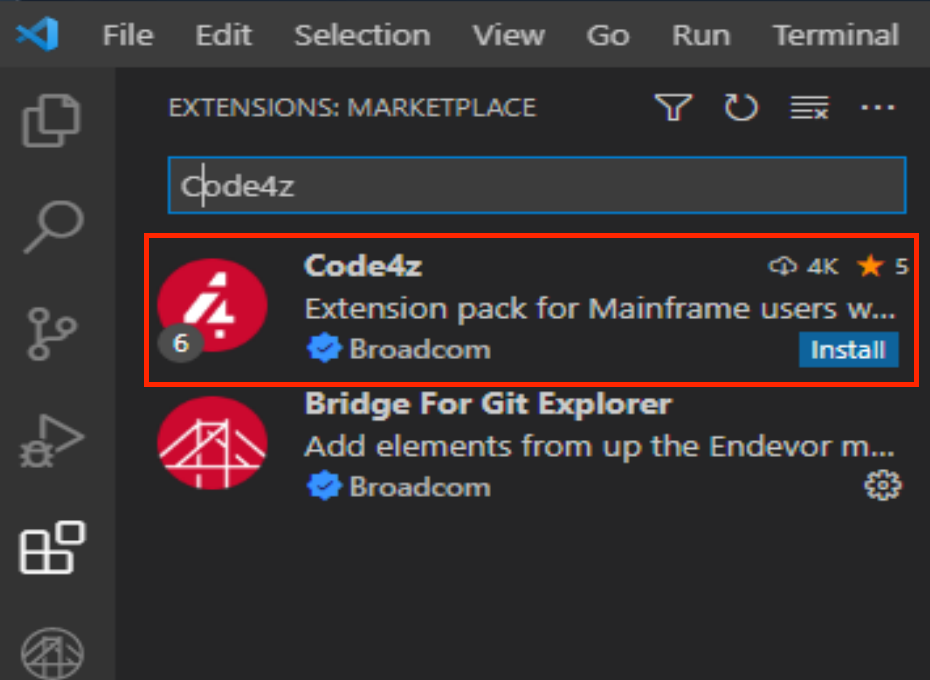 File Edit Selection View Go Run Terminal
EXTENSIONS: MARKETPLACE
Code4z
Code4z 4K 5
Extension pack for Mainframe users w...
6 Broadcom Install
Bridge For Git Explorer
Add elements from up the Endevor m...
Broadcom